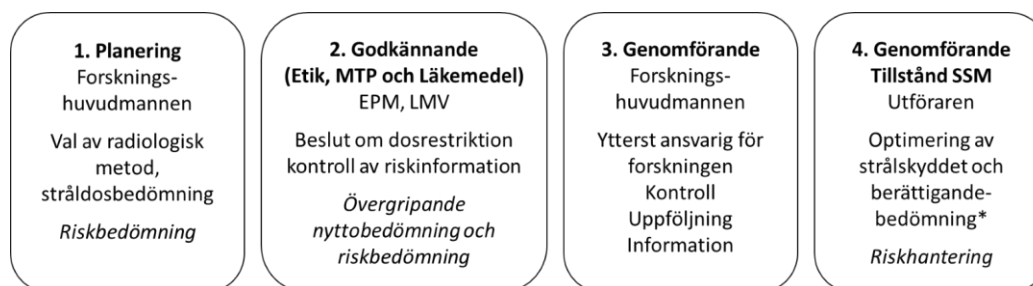 1. Planering
Forsknings-
huvudmannen
Val av radiologisk
metod,
stråldosbedömning
Riskbedömning
2. Godkännande
(Etik, MTP och Läkemedel)
EPM, LMV
Beslut om dosrestriktion
kontroll av riskinformation
Övergripande
nyttobedömning och
riskbedömning
3. Genomförande
Forsknings-
huvudmannen
Ytterst ansvarig för
forskningen
Kontroll
Uppföljning
Information
4. Genomförande
Tillstånd SSM
Utföraren
Optimering av
strålskyddet och
berättigande-
bedömning*
Riskhantering